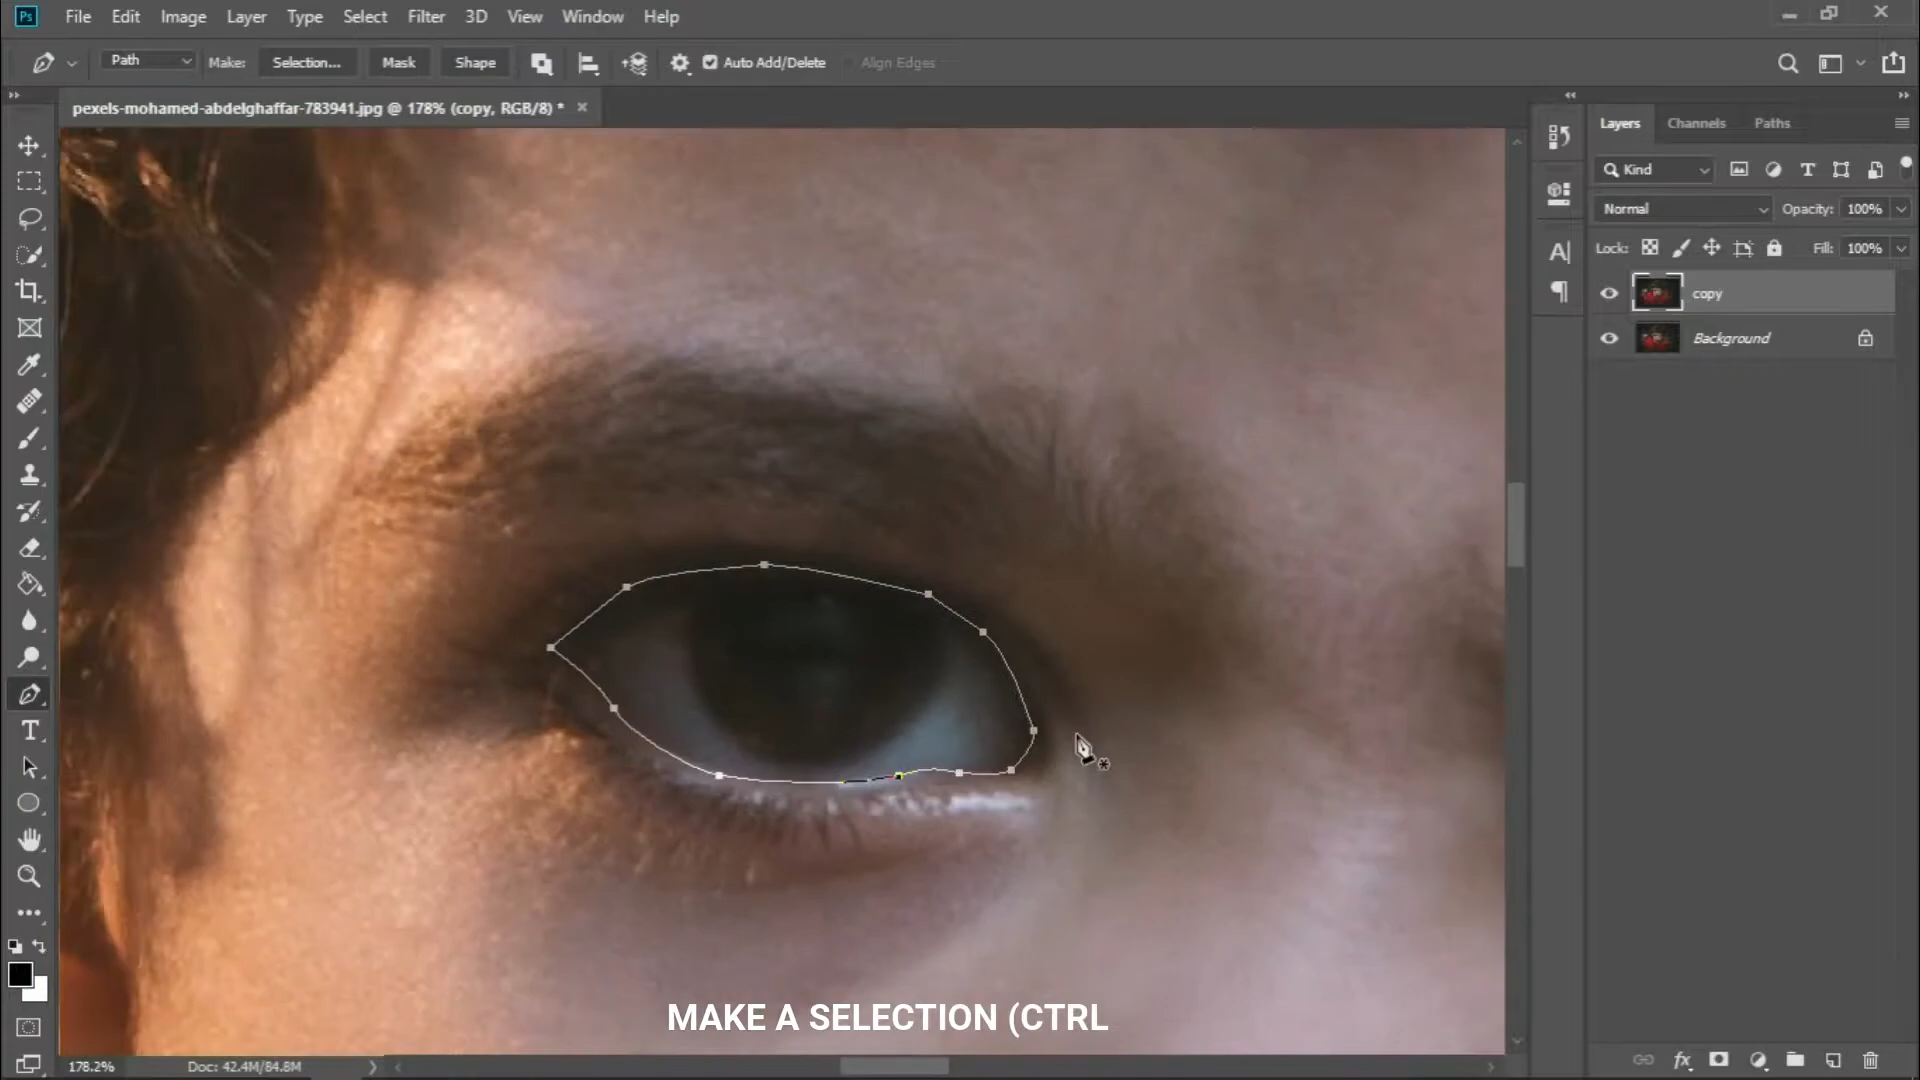 Ps File Edit Image Layer Type Select Filter 3D View Window Help
Path Make: Selection... Mask Shape Auto Add/Delete Align Edges
pexels-mohamed-abdelghaffar-783941.jpg @ 178% (copy, RGB/8) *
Layers Channels Paths
Kind
Normal Opacity: 100%
Lock: Fill: 100%
copy
Background
MAKE A SELECTION (CTRL
178.2% Doc: 42.4M/84.8M